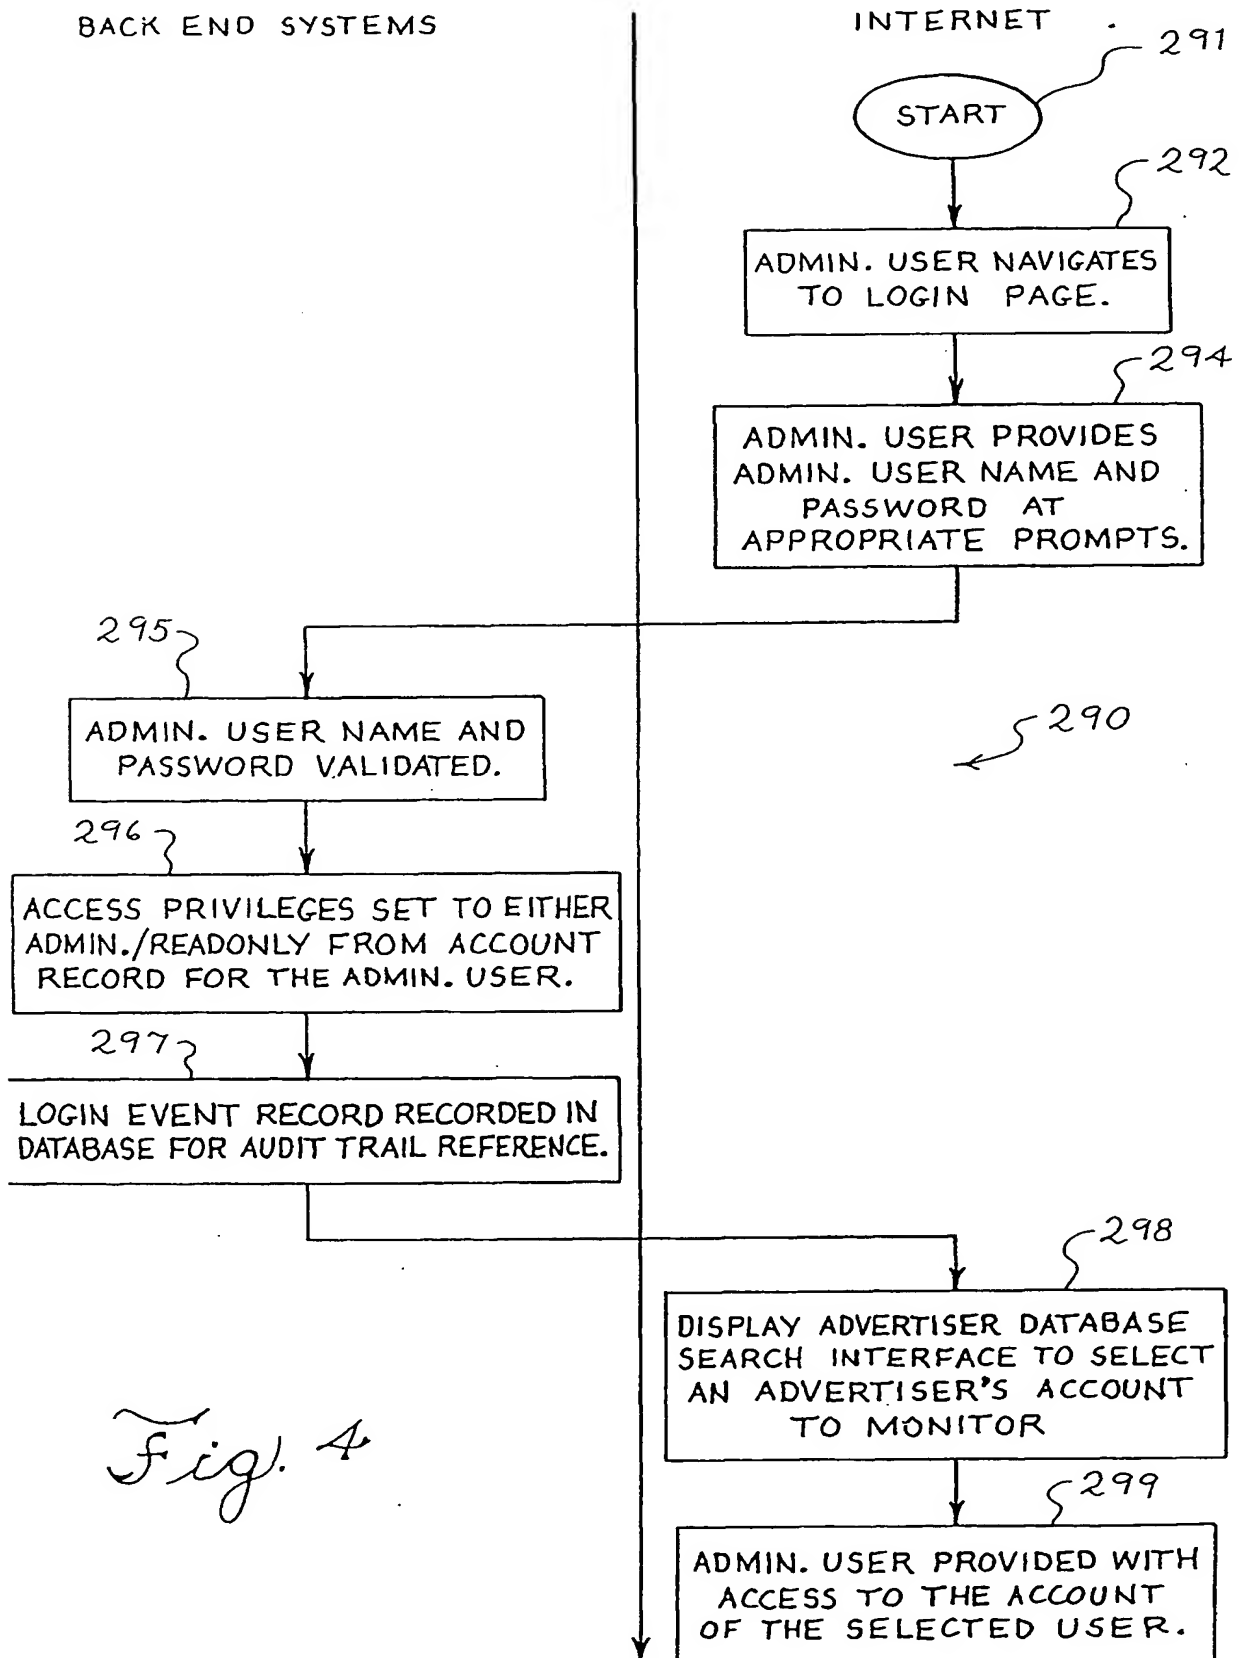 BACK END SYSTEMS
INTERNET
291
START
292
ADMIN. USER NAVIGATES
TO LOGIN PAGE.
294
ADMIN. USER PROVIDES
ADMIN. USER NAME AND
PASSWORD AT
APPROPRIATE PROMPTS.
295
ADMIN. USER NAME AND
PASSWORD VALIDATED.
290
296
ACCESS PRIVILEGES SET TO EITHER
ADMIN./READONLY FROM ACCOUNT
RECORD FOR THE ADMIN. USER.
297
LOGIN EVENT RECORD RECORDED IN
DATABASE FOR AUDIT TRAIL REFERENCE.
298
DISPLAY ADVERTISER DATABASE
SEARCH INTERFACE TO SELECT
AN ADVERTISER'S ACCOUNT
TO MONITOR
Fig. 4
299
ADMIN. USER PROVIDED WITH
ACCESS TO THE ACCOUNT
OF THE SELECTED USER.